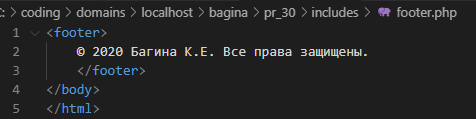 C: > coding > domains > localhost > bagina > pr_30 > includes > footer.php
1 <footer>
2 © 2020 Багина К.Е. Все права защищены.
3 </footer>
4 </body>
5 </html>